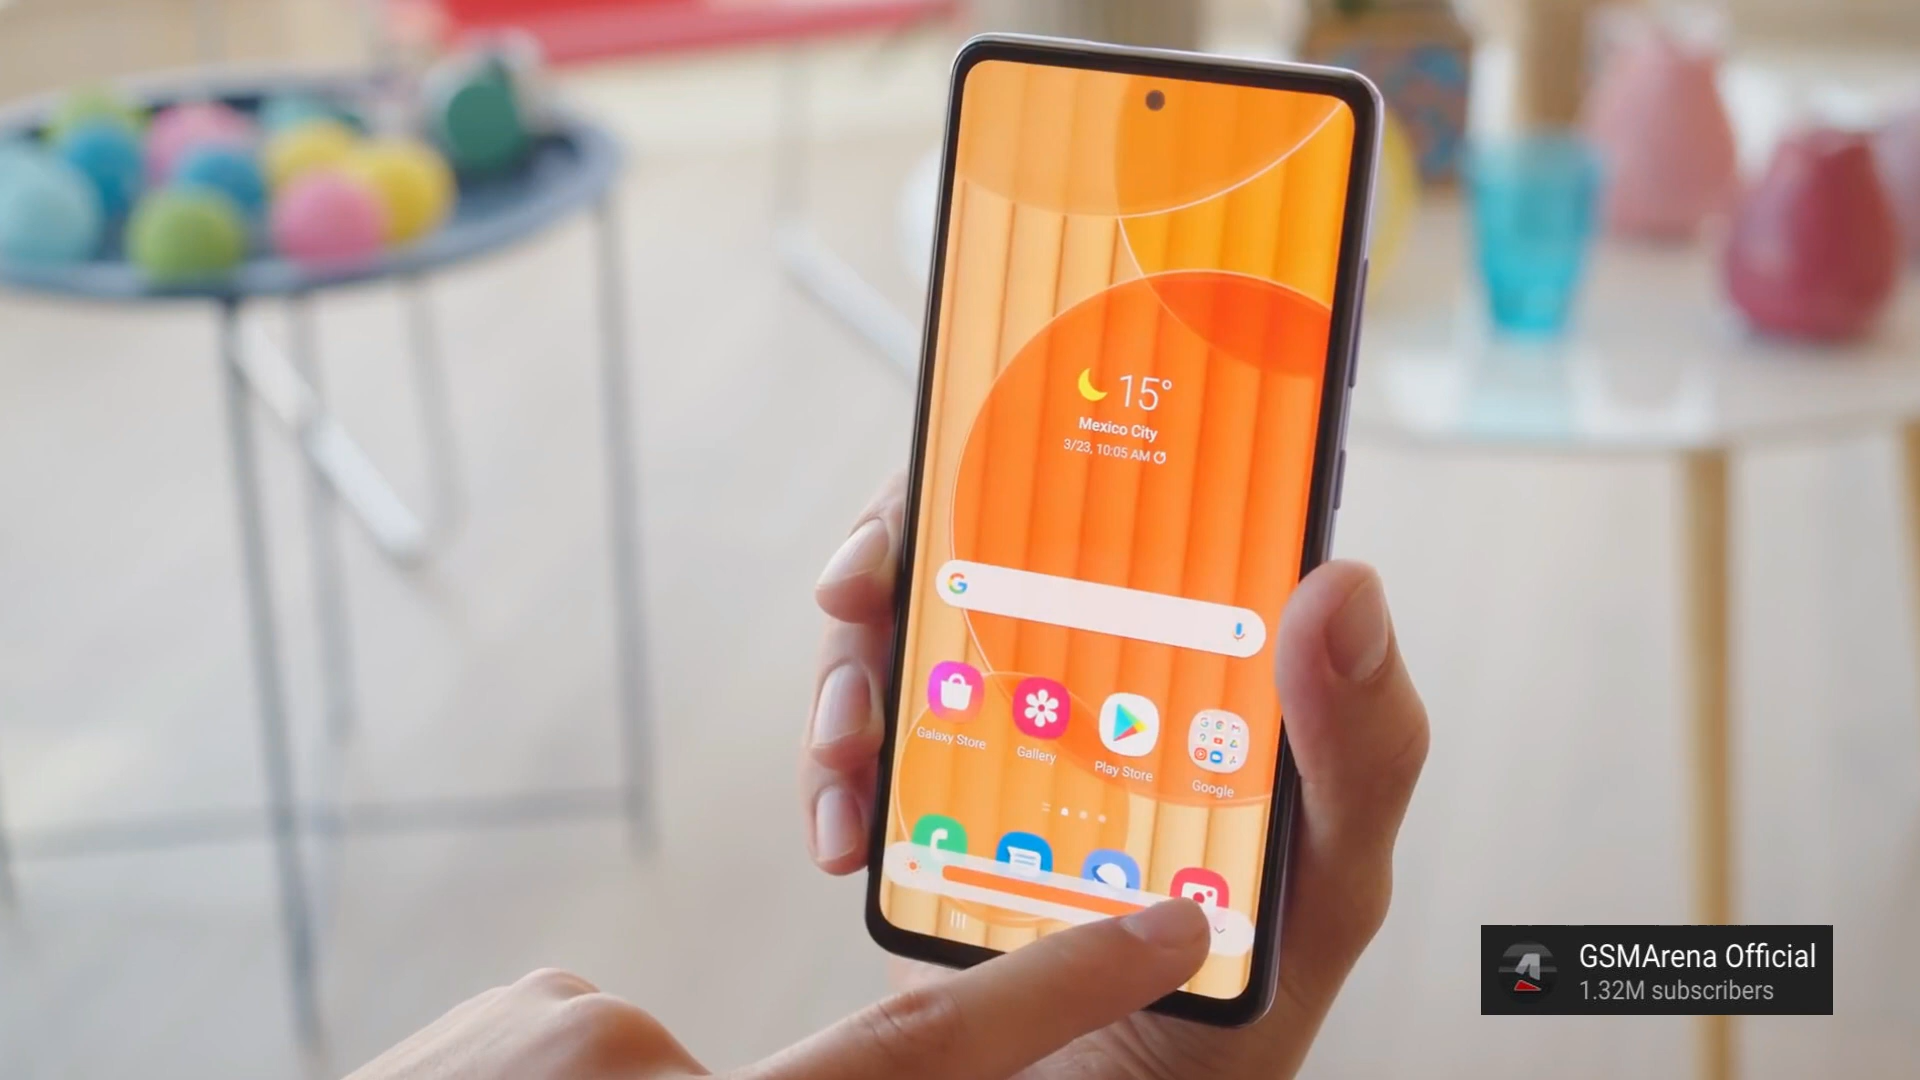 15°
Mexico City
3/23, 10:05 AM
G
Galaxy Store
Gallery
Play Store
Google
GSMArena Official
1.32M subscribers